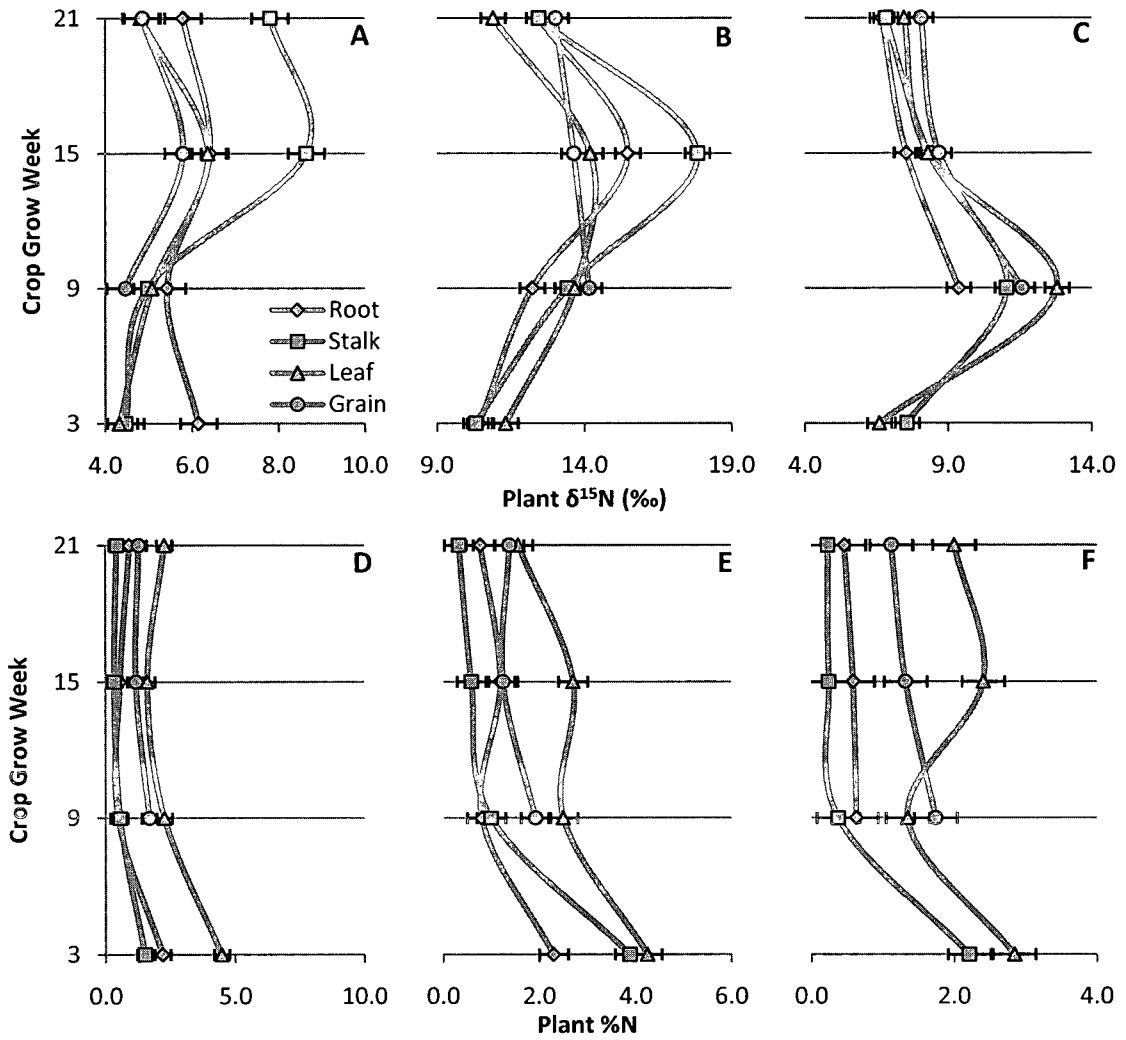 21 A B C
15
9
3
Crop Grow Week
Root
Stalk
Leaf
Grain
4.0 6.0 8.0 10.0 9.0 14.0 19.0 4.0 9.0 14.0
Plant δ¹⁵N (‰)
21 D E F
15
9
3
Crop Grow Week
0.0 5.0 10.0 0.0 2.0 4.0 6.0 0.0 2.0 4.0
Plant %N